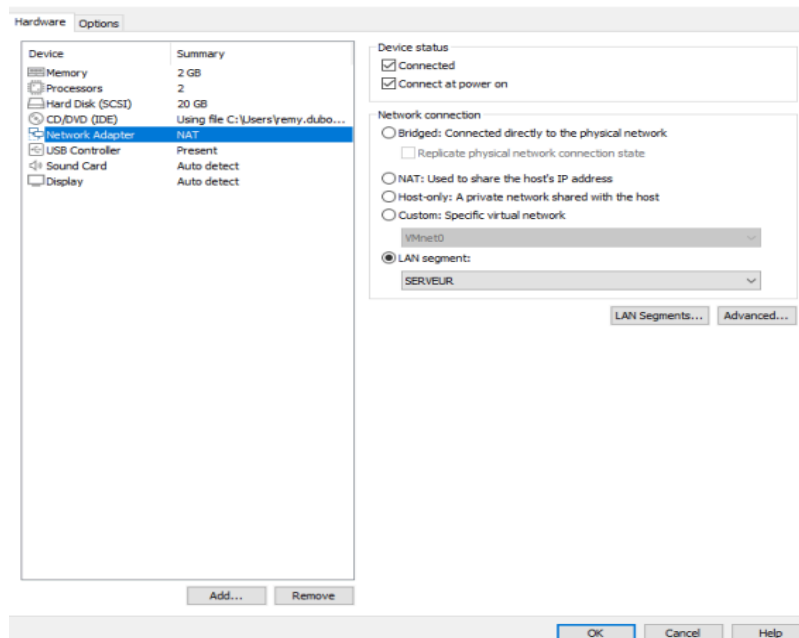 Hardware Options
Device Summary
Memory 2 GB
Processors 2
Hard Disk (SCSI) 20 GB
CD/DVD (IDE) Using file C:\Users\remy.dubo...
Network Adapter NAT
USB Controller Present
Sound Card Auto detect
Display Auto detect
Add... Remove
Device status
Connected
Connect at power on
Network connection
Bridged: Connected directly to the physical network
Replicate physical network connection state
NAT: Used to share the host's IP address
Host-only: A private network shared with the host
Custom: Specific virtual network
VMnet0
LAN segment:
SERVEUR
LAN Segments... Advanced...
OK Cancel Help